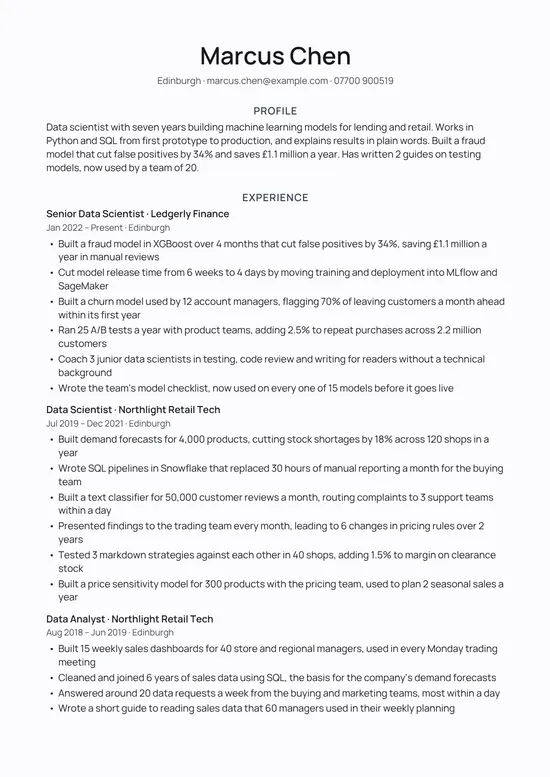 Marcus Chen
Edinburgh · marcus.chen@example.com · 07700 900519
PROFILE
Data scientist with seven years building machine learning models for lending and retail. Works in
Python and SQL from first prototype to production, and explains results in plain words. Built a fraud
model that cut false positives by 34% and saves £1.1 million a year. Has written 2 guides on testing
models, now used by a team of 20.
EXPERIENCE
Senior Data Scientist · Ledgerly Finance
Jan 2022 – Present · Edinburgh
• Built a fraud model in XGBoost over 4 months that cut false positives by 34%, saving £1.1 million a
year in manual reviews
• Cut model release time from 6 weeks to 4 days by moving training and deployment into MLflow and
SageMaker
• Built a churn model used by 12 account managers, flagging 70% of leaving customers a month ahead
within its first year
• Ran 25 A/B tests a year with product teams, adding 2.5% to repeat purchases across 2.2 million
customers
• Coach 3 junior data scientists in testing, code review and writing for readers without a technical
background
• Wrote the team's model checklist, now used on every one of 15 models before it goes live
Data Scientist · Northlight Retail Tech
Jul 2019 – Dec 2021 · Edinburgh
• Built demand forecasts for 4,000 products, cutting stock shortages by 18% across 120 shops in a
year
• Wrote SQL pipelines in Snowflake that replaced 30 hours of manual reporting a month for the buying
team
• Built a text classifier for 50,000 customer reviews a month, routing complaints to 3 support teams
within a day
• Presented findings to the trading team every month, leading to 6 changes in pricing rules over 2
years
• Tested 3 markdown strategies against each other in 40 shops, adding 1.5% to margin on clearance
stock
• Built a price sensitivity model for 300 products with the pricing team, used to plan 2 seasonal sales a
year
Data Analyst · Northlight Retail Tech
Aug 2018 – Jun 2019 · Edinburgh
• Built 15 weekly sales dashboards for 40 store and regional managers, used in every Monday trading
meeting
• Cleaned and joined 6 years of sales data using SQL, the basis for the company's demand forecasts
• Answered around 20 data requests a week from the buying and marketing teams, most within a day
• Wrote a short guide to reading sales data that 60 managers used in their weekly planning